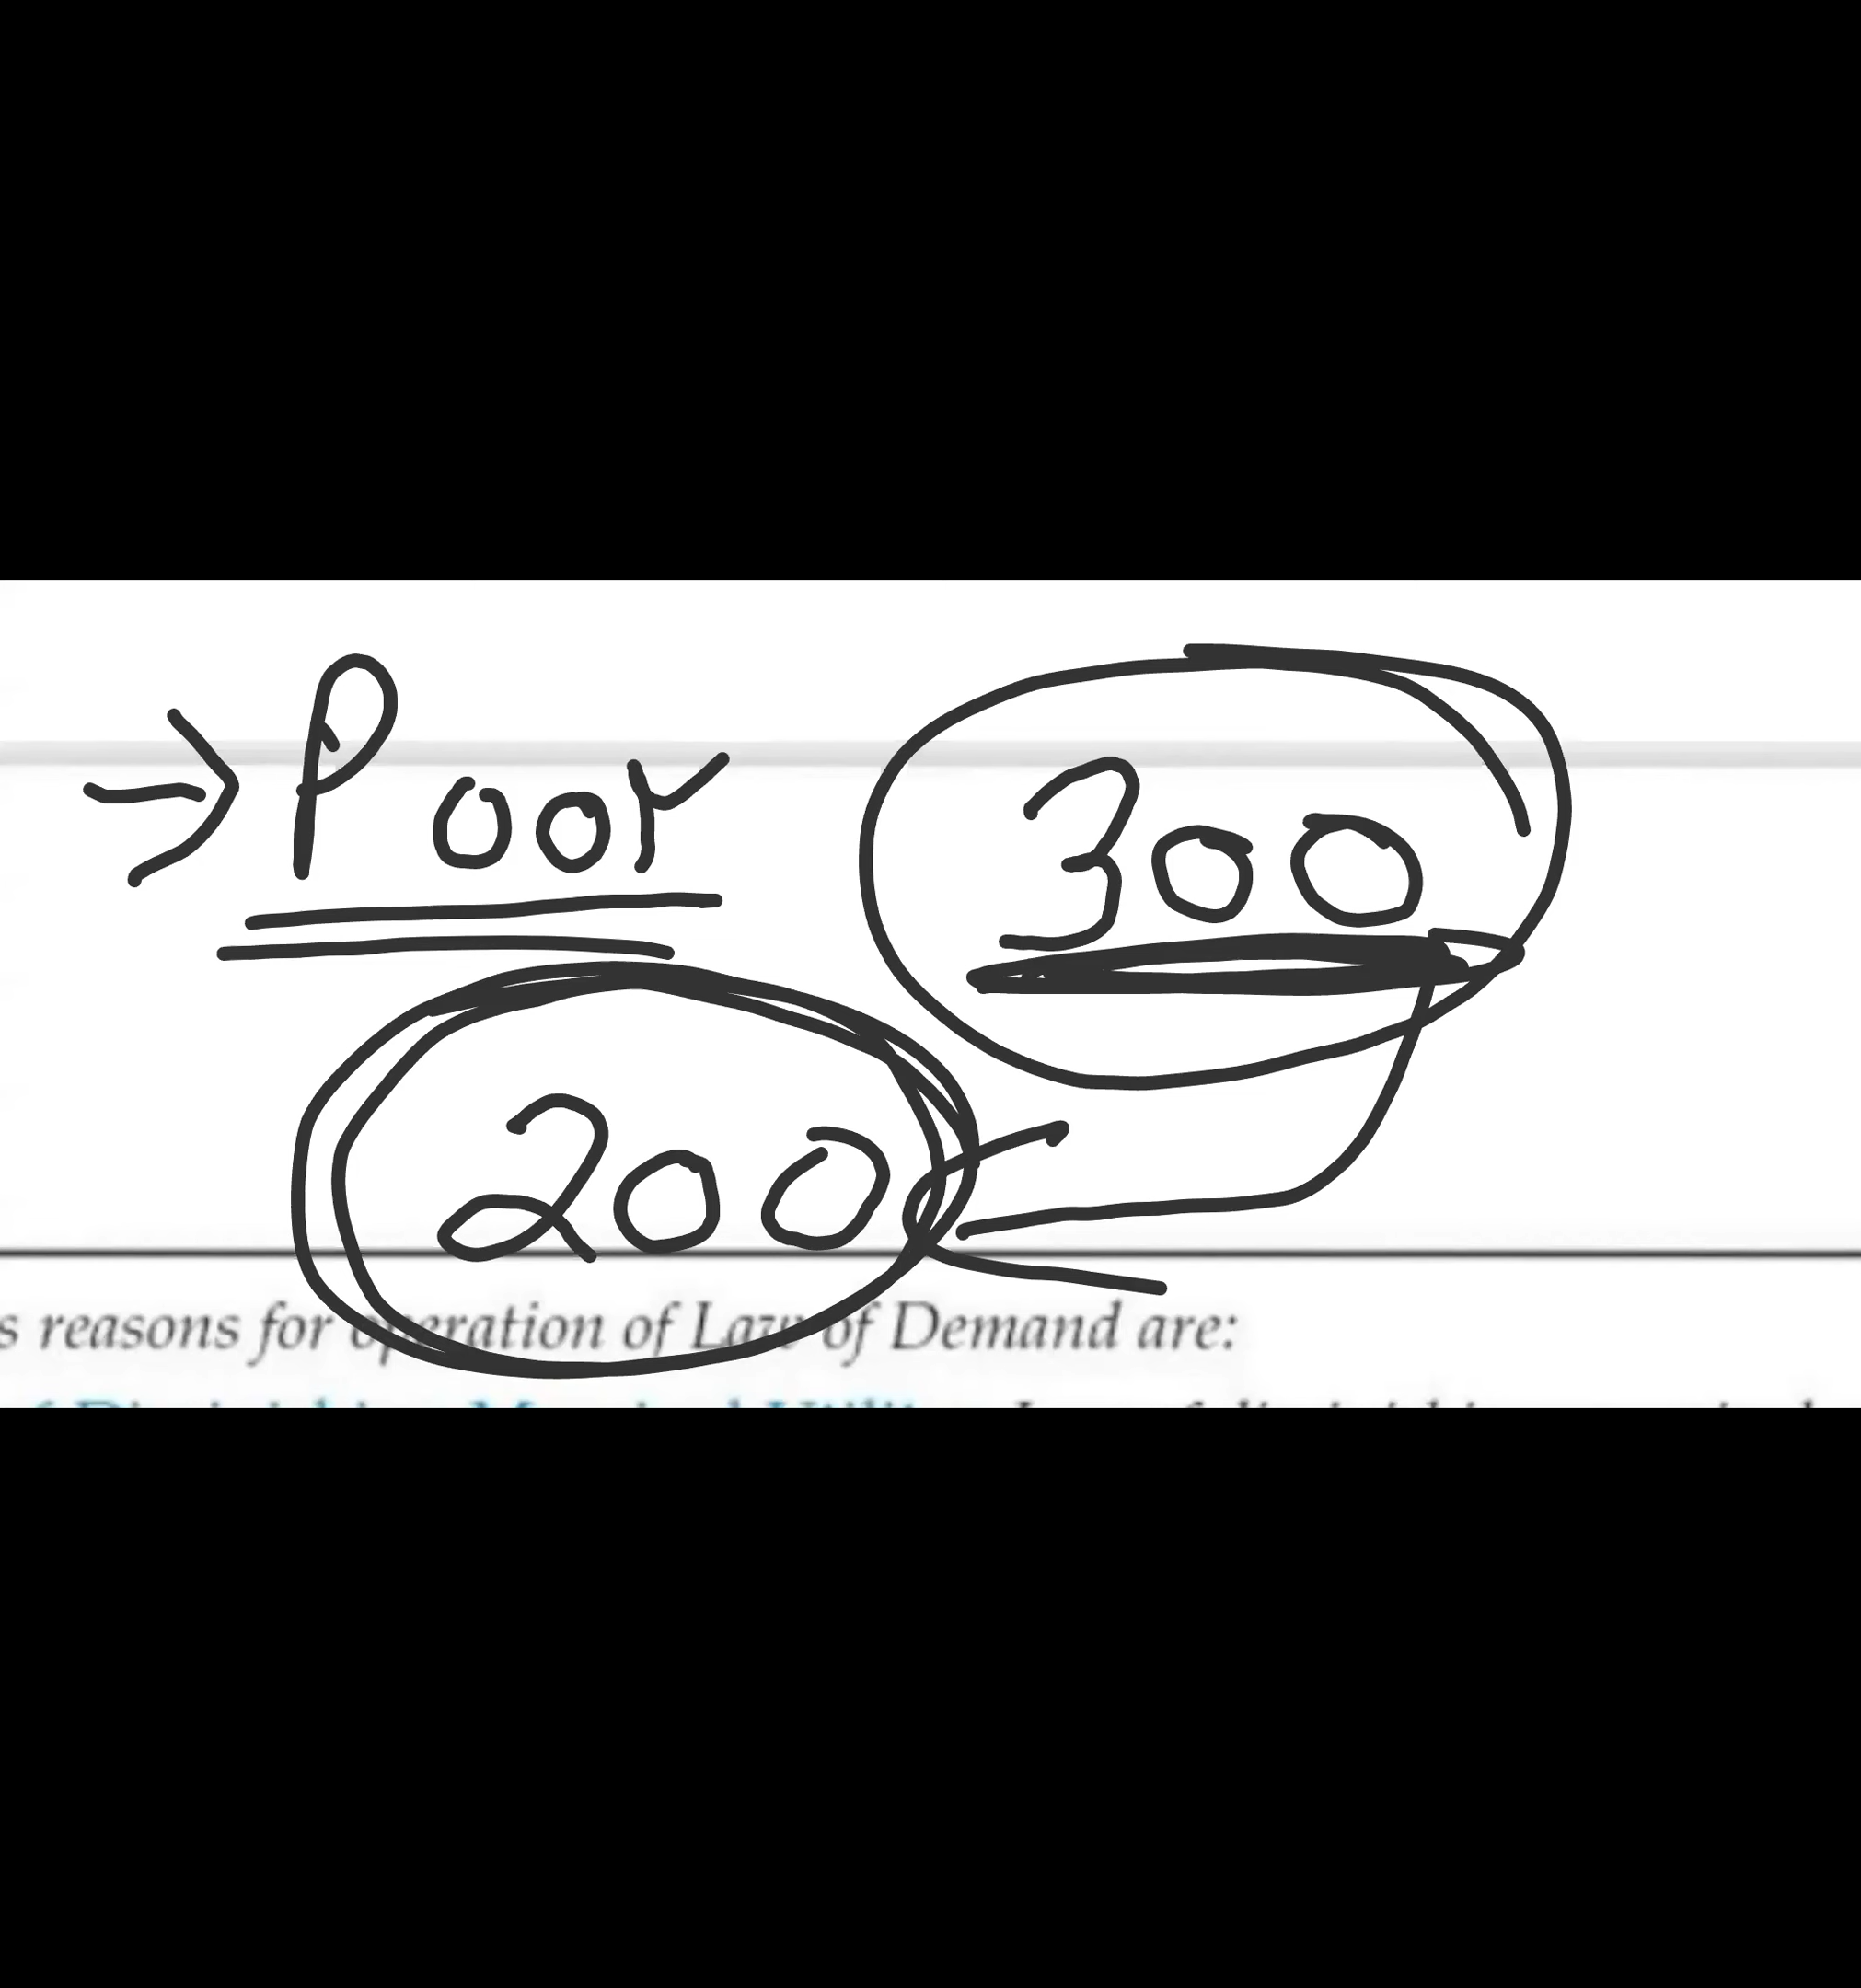 → Poor 300
200
s reasons for operation of Law of Demand are: